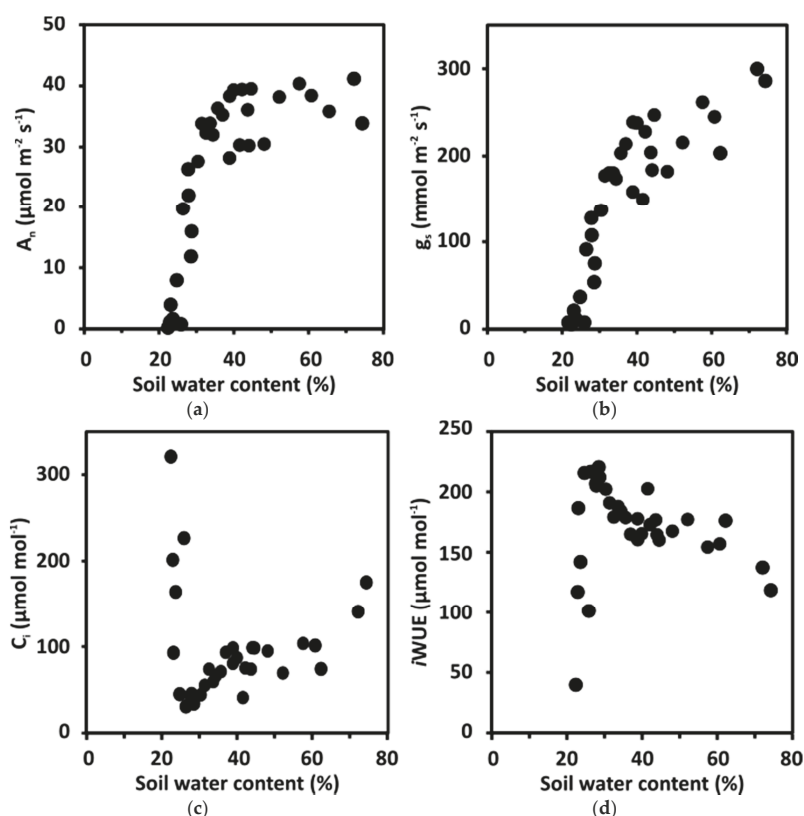 50
40
30
20
10
0
Aₙ (μmol m⁻² s⁻¹)
0 20 40 60 80
Soil water content (%)
(a)
300
200
100
0
gₛ (mmol m⁻² s⁻¹)
0 20 40 60 80
Soil water content (%)
(b)
300
200
100
0
Cᵢ (μmol mol⁻¹)
0 20 40 60 80
Soil water content (%)
(c)
250
200
150
100
50
0
iWUE (μmol mol⁻¹)
0 20 40 60 80
Soil water content (%)
(d)